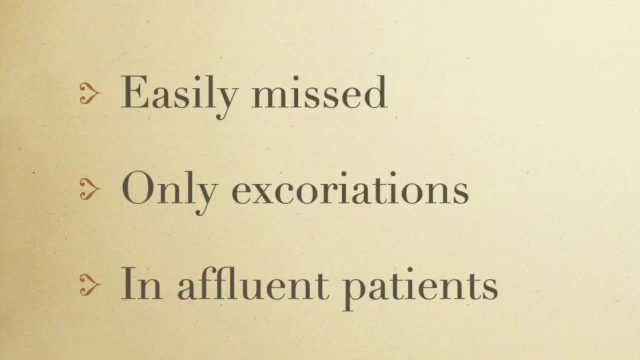 Easily missed
Only excoriations
In affluent patients